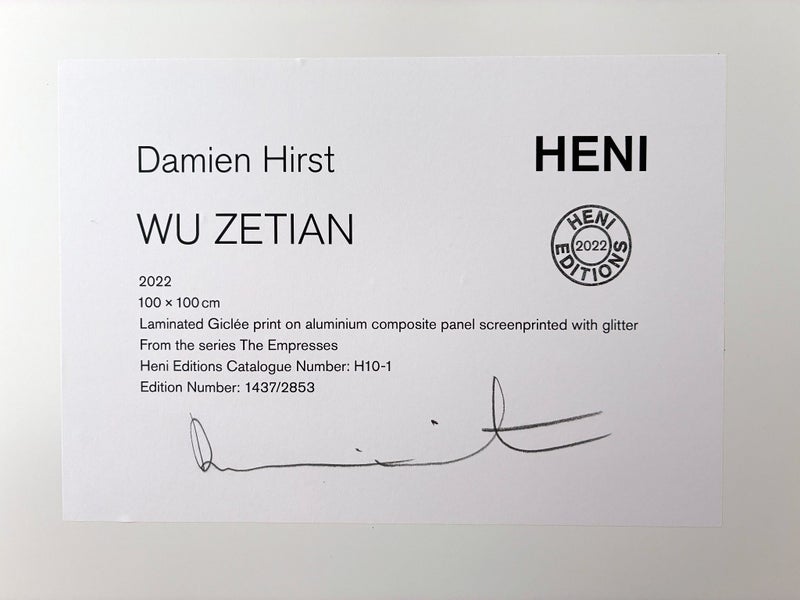 Damien Hirst
HENI
WU ZETIAN
HENI EDITIONS
2022
2022
100 × 100 cm
Laminated Giclée print on aluminium composite panel screenprinted with glitter
From the series The Empresses
Heni Editions Catalogue Number: H10-1
Edition Number: 1437/2853